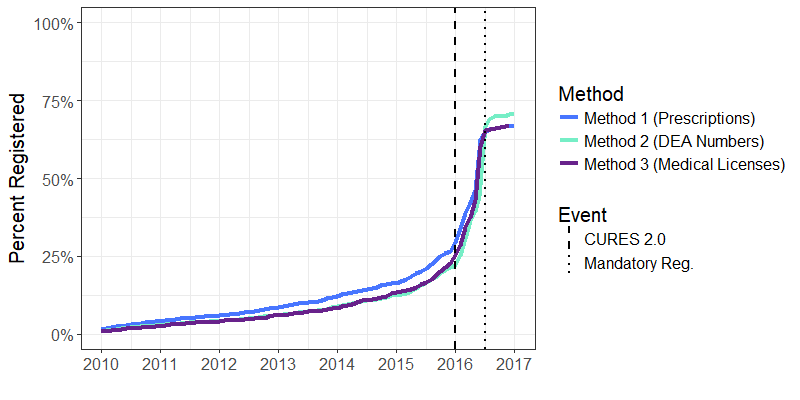 100%
75%
50%
25%
0%
Percent Registered
2010 2011 2012 2013 2014 2015 2016 2017
Method
Method 1 (Prescriptions)
Method 2 (DEA Numbers)
Method 3 (Medical Licenses)
Event
CURES 2.0
Mandatory Reg.